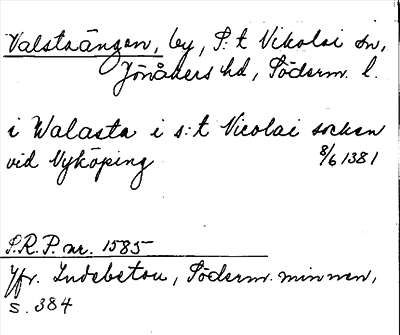 Valstaängen, by, S:t Nikolai sn,
Jönåkers hd, Söderm. l.
i Walasta i s:t Nicolai socken
vid Nyköping 8/6 1381
S.R.P. nr. 1585
Jfr. Indebetou, Söderm. minnen,
s. 384